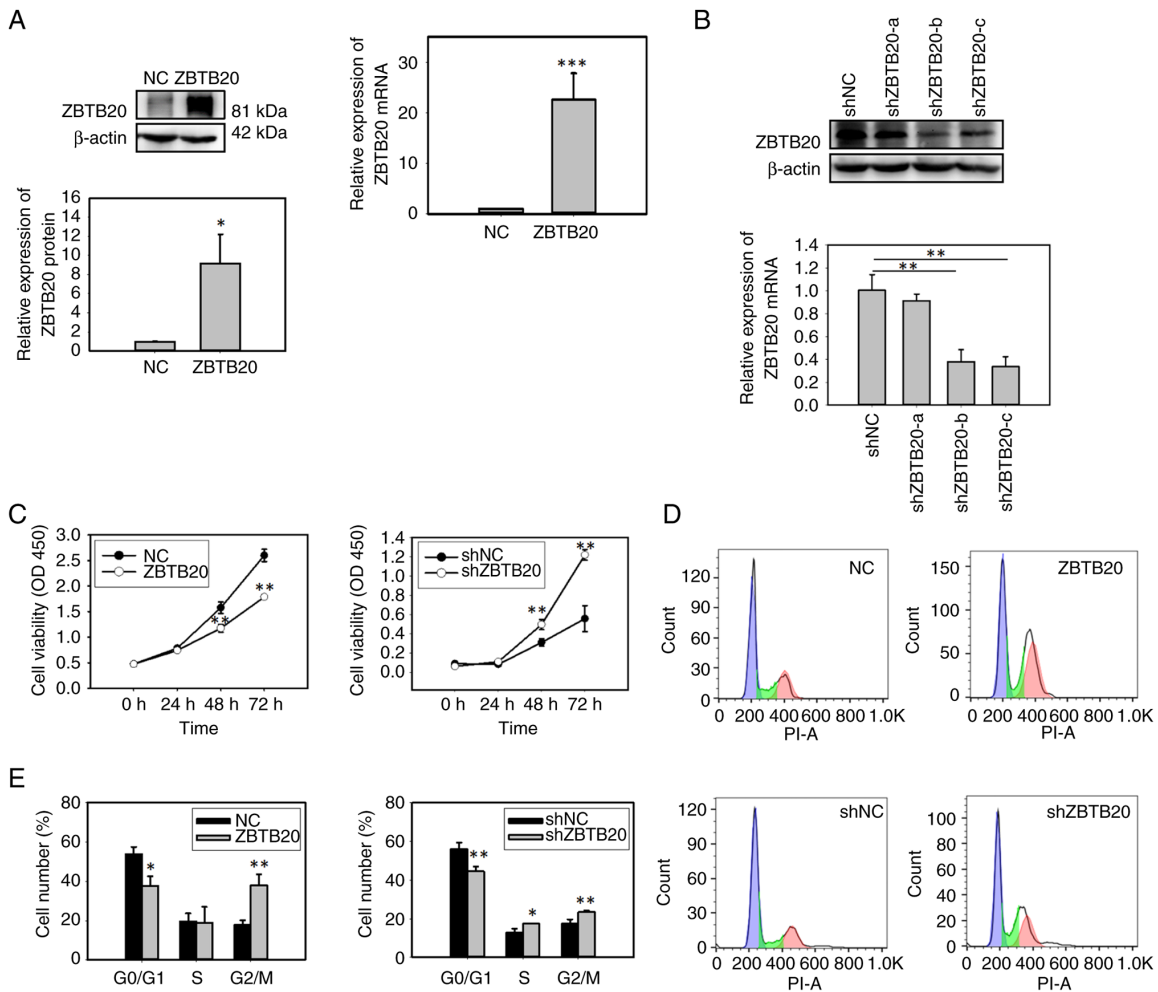 A
NC ZBTB20
ZBTB20
81 kDa
β-actin
42 kDa
Relative expression of
ZBTB20 protein
16
14
12
10
8
6
4
2
0
*
NC
ZBTB20
Relative expression of
ZBTB20 mRNA
30
20
10
0
***
NC
ZBTB20
B
shNC
shZBTB20-a
shZBTB20-b
shZBTB20-c
ZBTB20
β-actin
Relative expression of
ZBTB20 mRNA
1.4
1.2
1.0
0.8
0.6
0.4
0.2
0.0
**
**
shNC
shZBTB20-a
shZBTB20-b
shZBTB20-c
C
Cell viability (OD 450)
3.0
2.5
2.0
1.5
1.0
0.5
0.0
NC
ZBTB20
**
**
0 h 24 h 48 h 72 h
Time
Cell viability (OD 450)
1.4
1.2
1.0
0.8
0.6
0.4
0.2
0.0
shNC
shZBTB20
**
**
0 h 24 h 48 h 72 h
Time
D
Count
120
90
60
30
0
NC
0 200 400 600 800 1.0K
PI-A
Count
150
100
50
0
ZBTB20
0 200 400 600 800 1.0K
PI-A
Count
120
90
60
30
0
shNC
0 200 400 600 800 1.0K
PI-A
Count
100
80
60
40
20
0
shZBTB20
0 200 400 600 800 1.0K
PI-A
E
Cell number (%)
80
60
40
20
0
NC
ZBTB20
*
**
G0/G1 S G2/M
Cell number (%)
80
60
40
20
0
shNC
shZBTB20
**
*
**
G0/G1 S G2/M